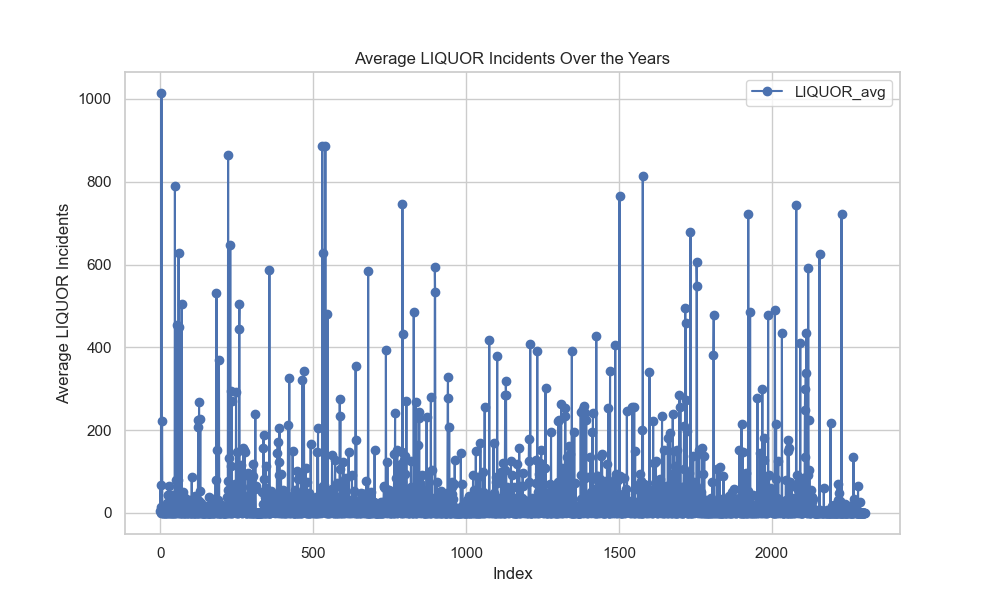 Average LIQUOR Incidents Over the Years
LIQUOR_avg
Average LIQUOR Incidents
1000
800
600
400
200
0
0 500 1000 1500 2000
Index